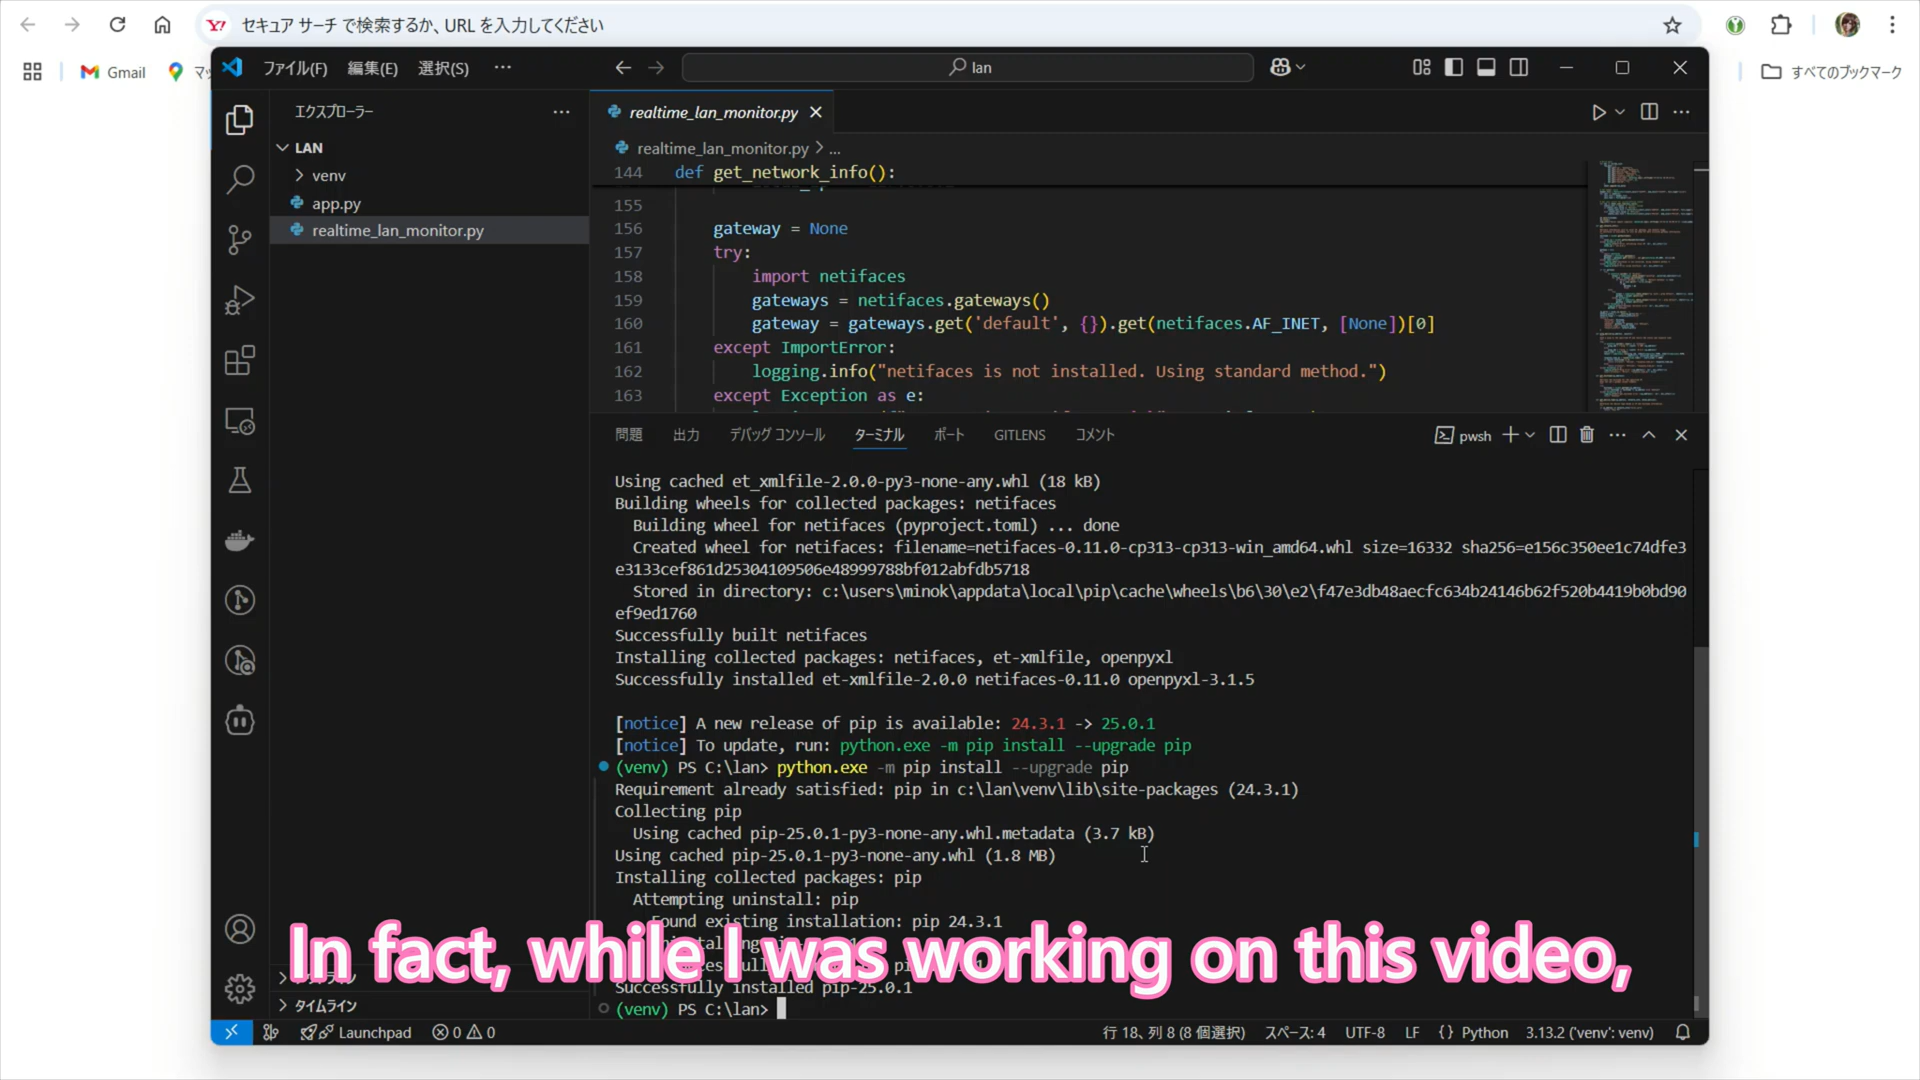 セキュア サーチ で検索するか、URL を入力してください
Gmail
すべてのブックマーク
ファイル(F) 編集(E) 選択(S) ···
lan
エクスプローラー
LAN
venv
app.py
realtime_lan_monitor.py
realtime_lan_monitor.py
realtime_lan_monitor.py > ...
144 def get_network_info():
155
156 gateway = None
157 try:
158 import netifaces
159 gateways = netifaces.gateways()
160 gateway = gateways.get('default', {}).get(netifaces.AF_INET, [None])[0]
161 except ImportError:
162 logging.info("netifaces is not installed. Using standard method.")
163 except Exception as e:
問題 出力 デバッグ コンソール ターミナル ポート GITLENS コメント
pwsh
Using cached et_xmlfile-2.0.0-py3-none-any.whl (18 kB)
Building wheels for collected packages: netifaces
Building wheel for netifaces (pyproject.toml) ... done
Created wheel for netifaces: filename=netifaces-0.11.0-cp313-cp313-win_amd64.whl size=16332 sha256=e156c350ee1c74dfe3
e3133cef861d25304109506e48999788bf012abfdb5718
Stored in directory: c:\users\minok\appdata\local\pip\cache\wheels\b6\30\e2\f47e3db48aecfc634b24146b62f520b4419b0bd90
ef9ed1760
Successfully built netifaces
Installing collected packages: netifaces, et-xmlfile, openpyxl
Successfully installed et-xmlfile-2.0.0 netifaces-0.11.0 openpyxl-3.1.5
[notice] A new release of pip is available: 24.3.1 -> 25.0.1
[notice] To update, run: python.exe -m pip install --upgrade pip
(venv) PS C:\lan> python.exe -m pip install --upgrade pip
Requirement already satisfied: pip in c:\lan\venv\lib\site-packages (24.3.1)
Collecting pip
Using cached pip-25.0.1-py3-none-any.whl.metadata (3.7 kB)
Using cached pip-25.0.1-py3-none-any.whl (1.8 MB)
Installing collected packages: pip
Attempting uninstall: pip
Found existing installation: pip 24.3.1
In fact, while I was working on this video,
Successfully installed pip-25.0.1
(venv) PS C:\lan>
タイムライン
Launchpad 0 0
行 18、列 8 (8 個選択) スペース: 4 UTF-8 LF {} Python 3.13.2 ('venv': venv)